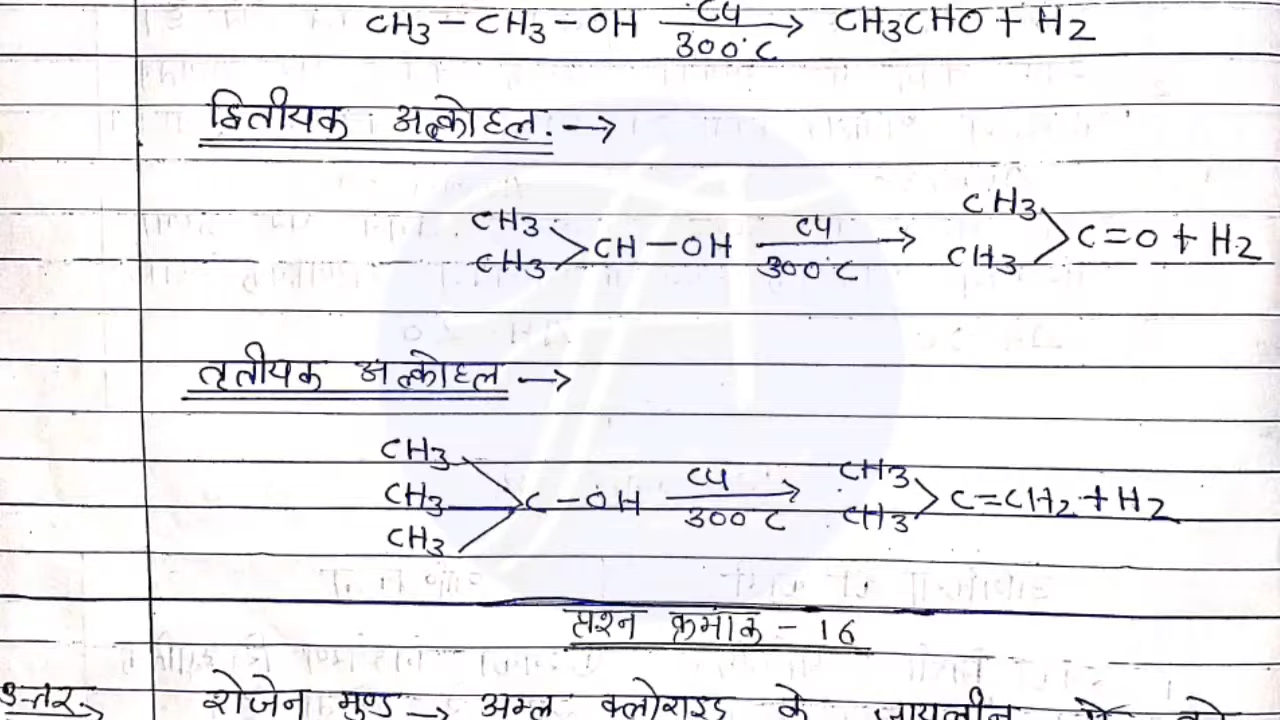 CH3 – CH3 – OH —Cu/300°C→ CH3CHO + H2
द्वितीयक अल्कोहल. →
CH3
CH3 > CH – OH —Cu/300°C→ CH3 CH3 > C = O + H2
तृतीयक अल्कोहल →
CH3
CH3 C – OH —Cu/300°C→ CH3 CH3 > C = CH2 + H2
CH3
प्रश्न क्रमांक – 16
उत्तर → रोजेन मुण्ड → अम्ल क्लोराइड के जायलीन में